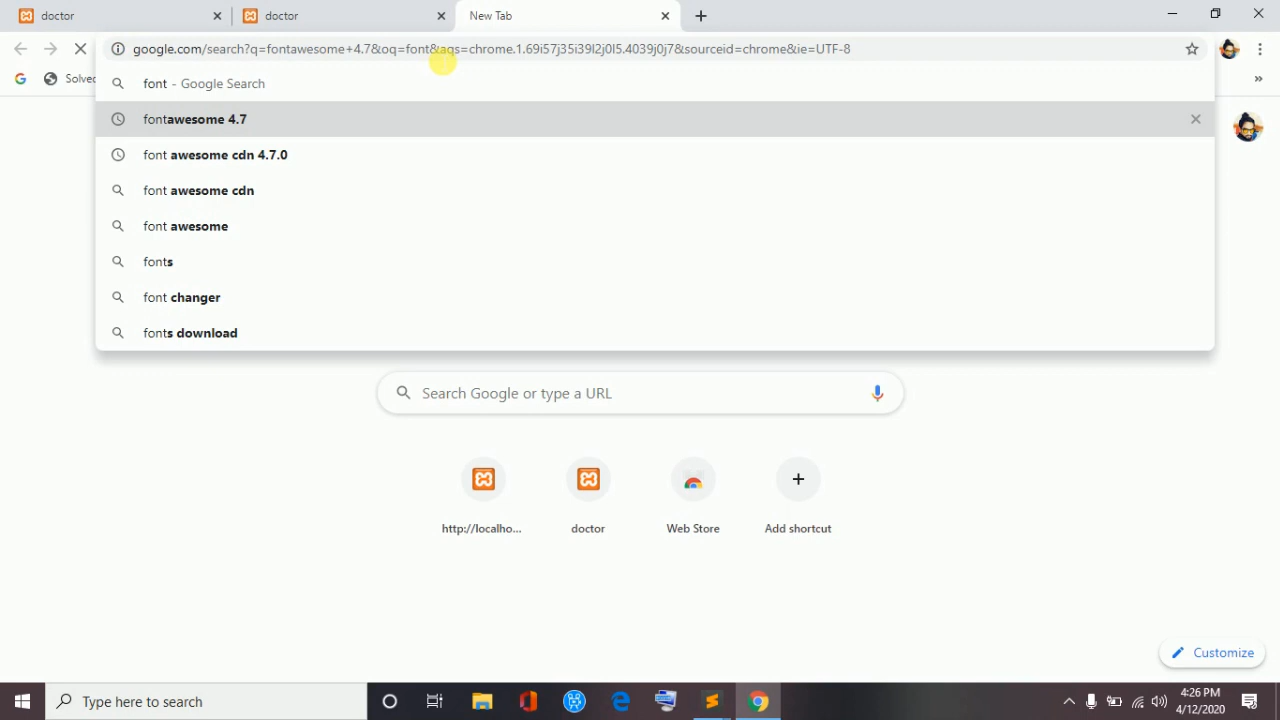 doctor
doctor
New Tab
google.com/search?q=fontawesome+4.7&oq=font&aqs=chrome.1.69i57j35i39l2j0l5.4039j0j7&sourceid=chrome&ie=UTF-8
Solved
font - Google Search
fontawesome 4.7
font awesome cdn 4.7.0
font awesome cdn
font awesome
fonts
font changer
fonts download
Search Google or type a URL
http://localho...
doctor
Web Store
Add shortcut
Customize
Type here to search
4:26 PM
4/12/2020